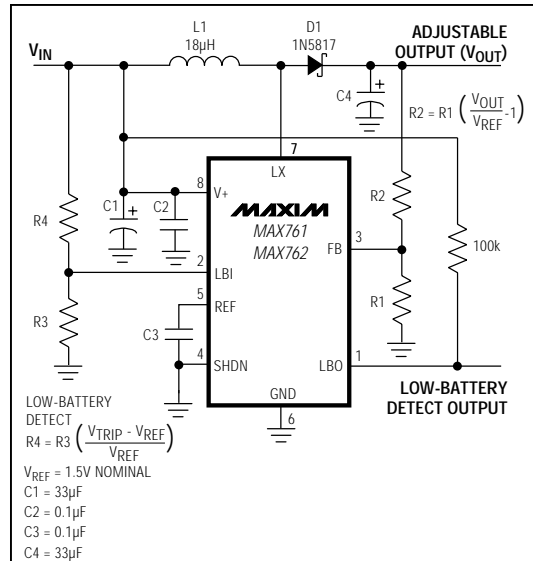 L1
18µH
D1
1N5817
VIN
ADJUSTABLE
OUTPUT (VOUT)
C4
+
R2 = R1 ( VOUT / VREF -1 )
7
LX
8
V+
C1
+
C2
MAXIM
MAX761
MAX762
R4
R2
3
FB
100k
2
LBI
5
REF
R3
R1
C3
4
SHDN
1
LBO
GND
6
LOW-BATTERY
DETECT OUTPUT
LOW-BATTERY
DETECT
R4 = R3 ( VTRIP - VREF / VREF )
VREF = 1.5V NOMINAL
C1 = 33µF
C2 = 0.1µF
C3 = 0.1µF
C4 = 33µF